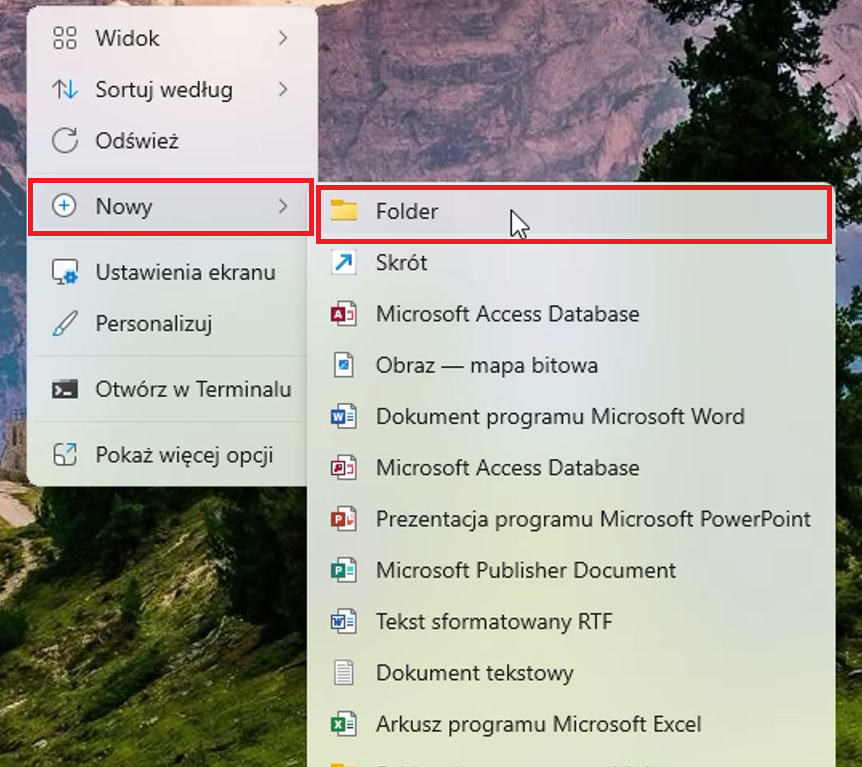 Widok
Sortuj według
Odśwież
Nowy
Ustawienia ekranu
Personalizuj
Otwórz w Terminalu
Pokaż więcej opcji
Folder
Skrót
Microsoft Access Database
Obraz — mapa bitowa
Dokument programu Microsoft Word
Microsoft Access Database
Prezentacja programu Microsoft PowerPoint
Microsoft Publisher Document
Tekst sformatowany RTF
Dokument tekstowy
Arkusz programu Microsoft Excel